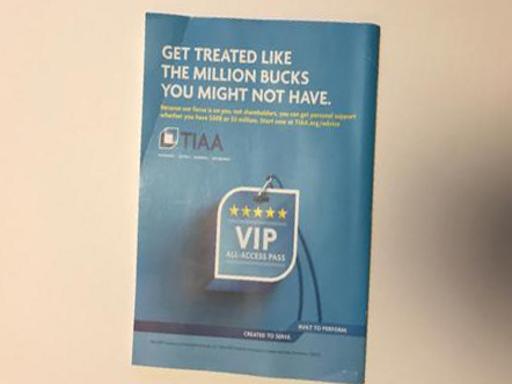 GET TREATED LIKE
THE MILLION BUCKS
YOU MIGHT NOT HAVE.
Because our focus is on you, not shareholders, you can get personal support
whether you have $500 or $5 million. Start now at TIAA.org/advice
TIAA
VIP
ALL-ACCESS PASS
BUILT TO PERFORM.
CREATED TO SERVE.